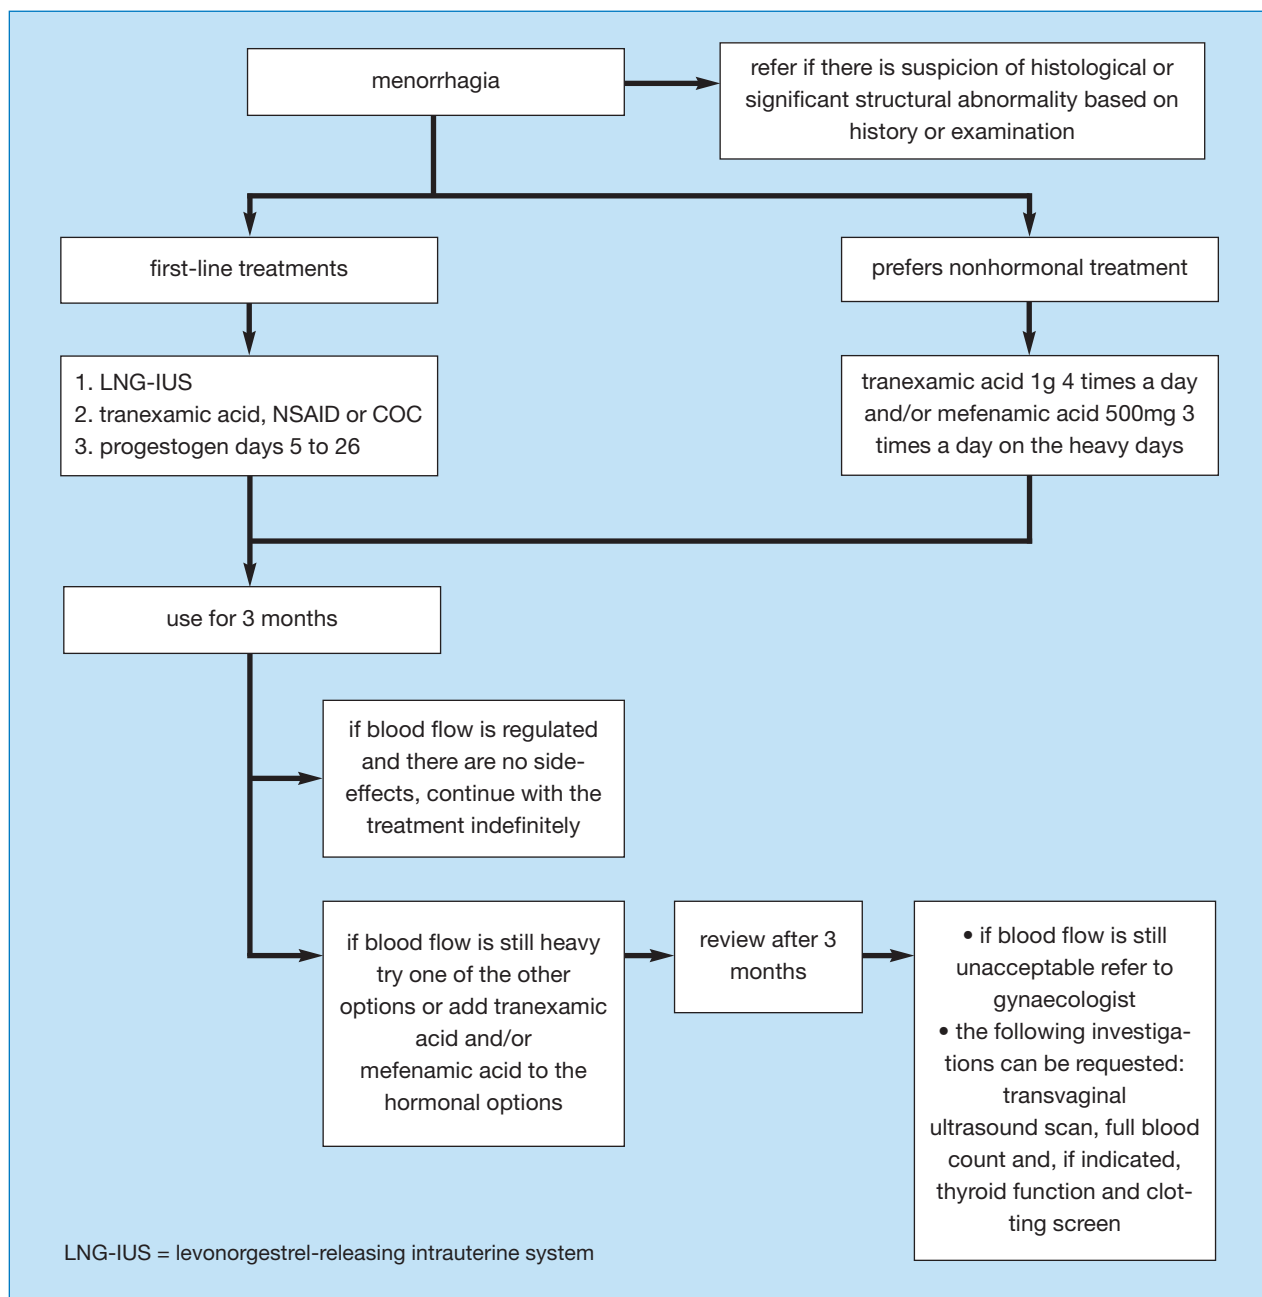 menorrhagia
refer if there is suspicion of histological or
significant structural abnormality based on
history or examination
first-line treatments
prefers nonhormonal treatment
1. LNG-IUS
2. tranexamic acid, NSAID or COC
3. progestogen days 5 to 26
tranexamic acid 1g 4 times a day
and/or mefenamic acid 500mg 3
times a day on the heavy days
use for 3 months
if blood flow is regulated
and there are no side-
effects, continue with the
treatment indefinitely
if blood flow is still heavy
try one of the other
options or add tranexamic
acid and/or
mefenamic acid to the
hormonal options
review after 3
months
• if blood flow is still
unacceptable refer to
gynaecologist
• the following investiga-
tions can be requested:
transvaginal
ultrasound scan, full blood
count and, if indicated,
thyroid function and clot-
ting screen
LNG-IUS = levonorgestrel-releasing intrauterine system